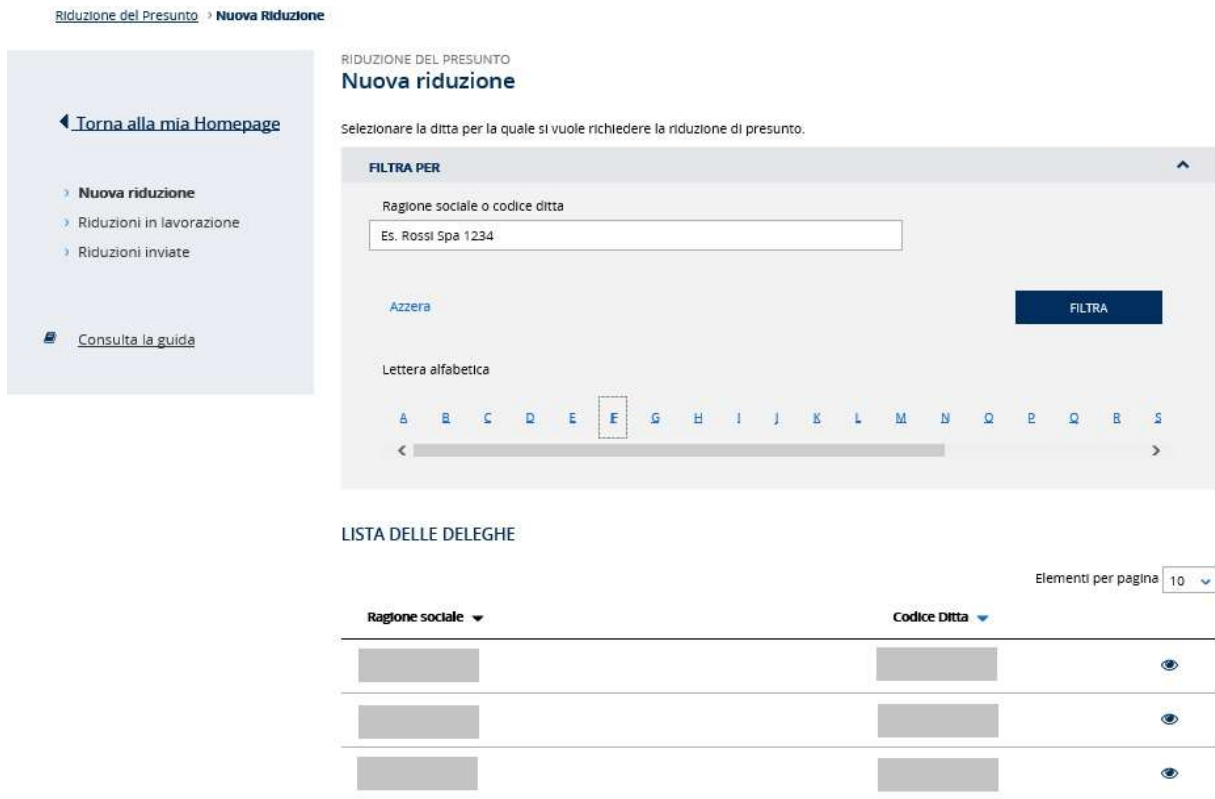 Riduzione del Presunto › Nuova Riduzione
Torna alla mia Homepage
› Nuova riduzione
› Riduzioni in lavorazione
› Riduzioni inviate
Consulta la guida
RIDUZIONE DEL PRESUNTO
Nuova riduzione
Selezionare la ditta per la quale si vuole richiedere la riduzione di presunto.
FILTRA PER
Ragione sociale o codice ditta
Es. Rossi Spa 1234
Azzera FILTRA
Lettera alfabetica
A B C D E F G H I J K L M N O P Q R S
LISTA DELLE DELEGHE
Elementi per pagina 10
Ragione sociale Codice Ditta